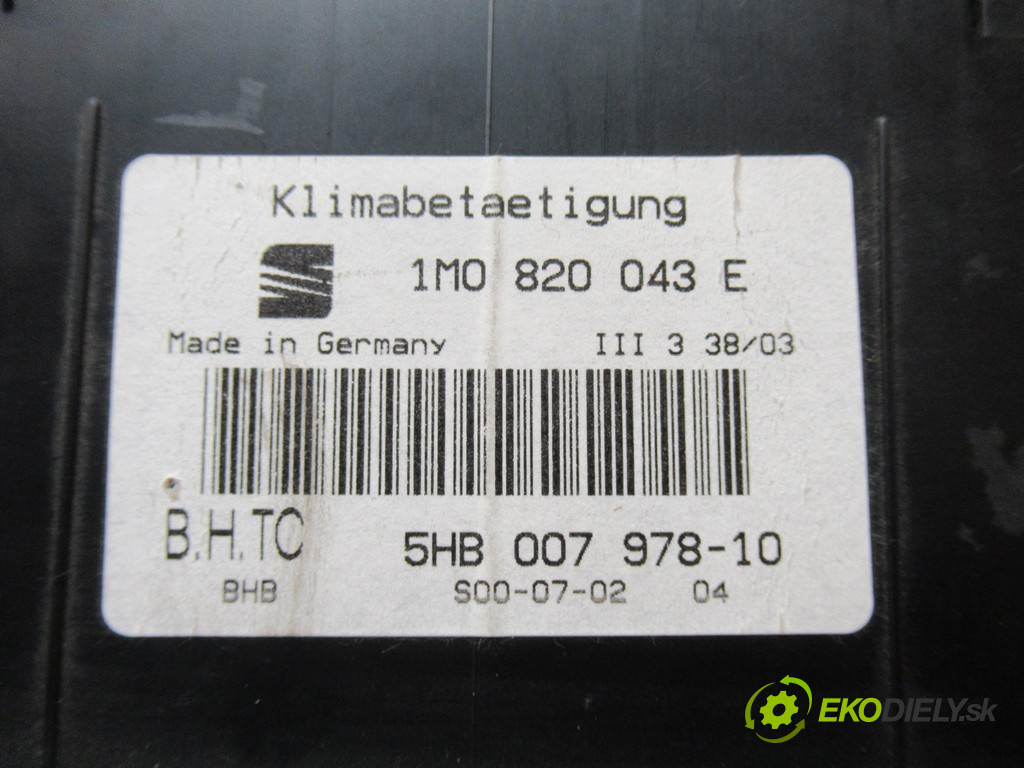 Klimabetaetigung
1M0 820 043 E
Made in Germany III 3 38/03
B.H.TC 5HB 007 978-10
BHB S00-07-02 04
EKODIELY.sk